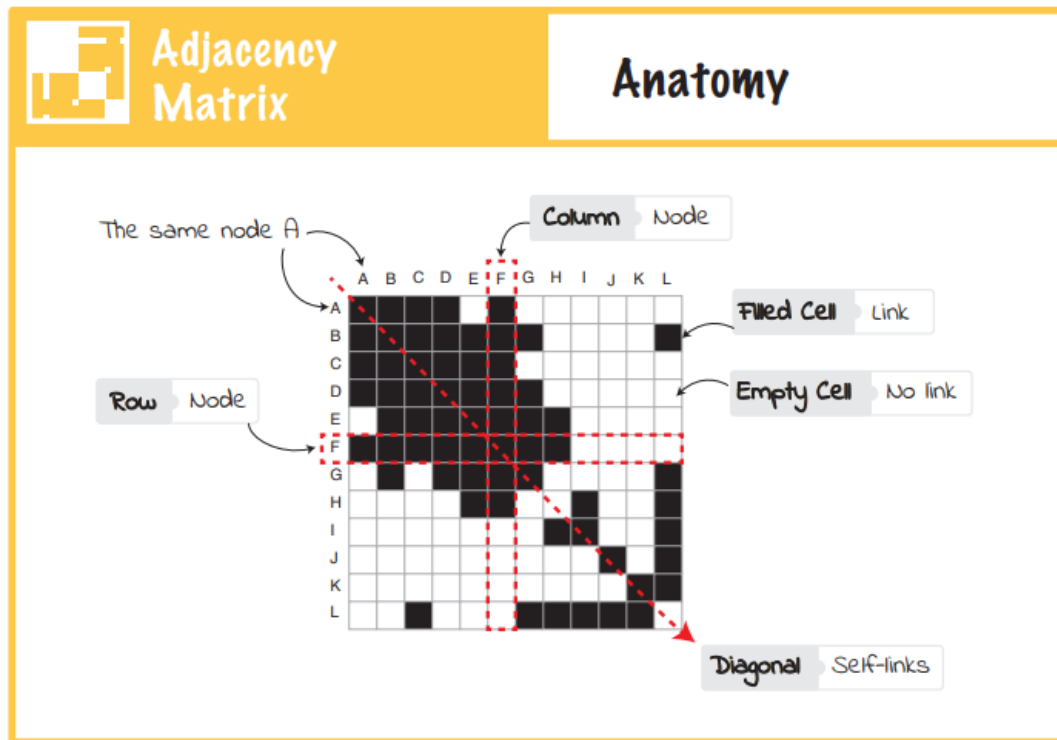 Adjacency
Matrix
Anatomy
The same node A
Column Node
A B C D E F G H I J K L
A
B
Filled Cell Link
C
D
Empty Cell No link
Row Node
E
F
G
H
I
J
K
L
Diagonal Self-links